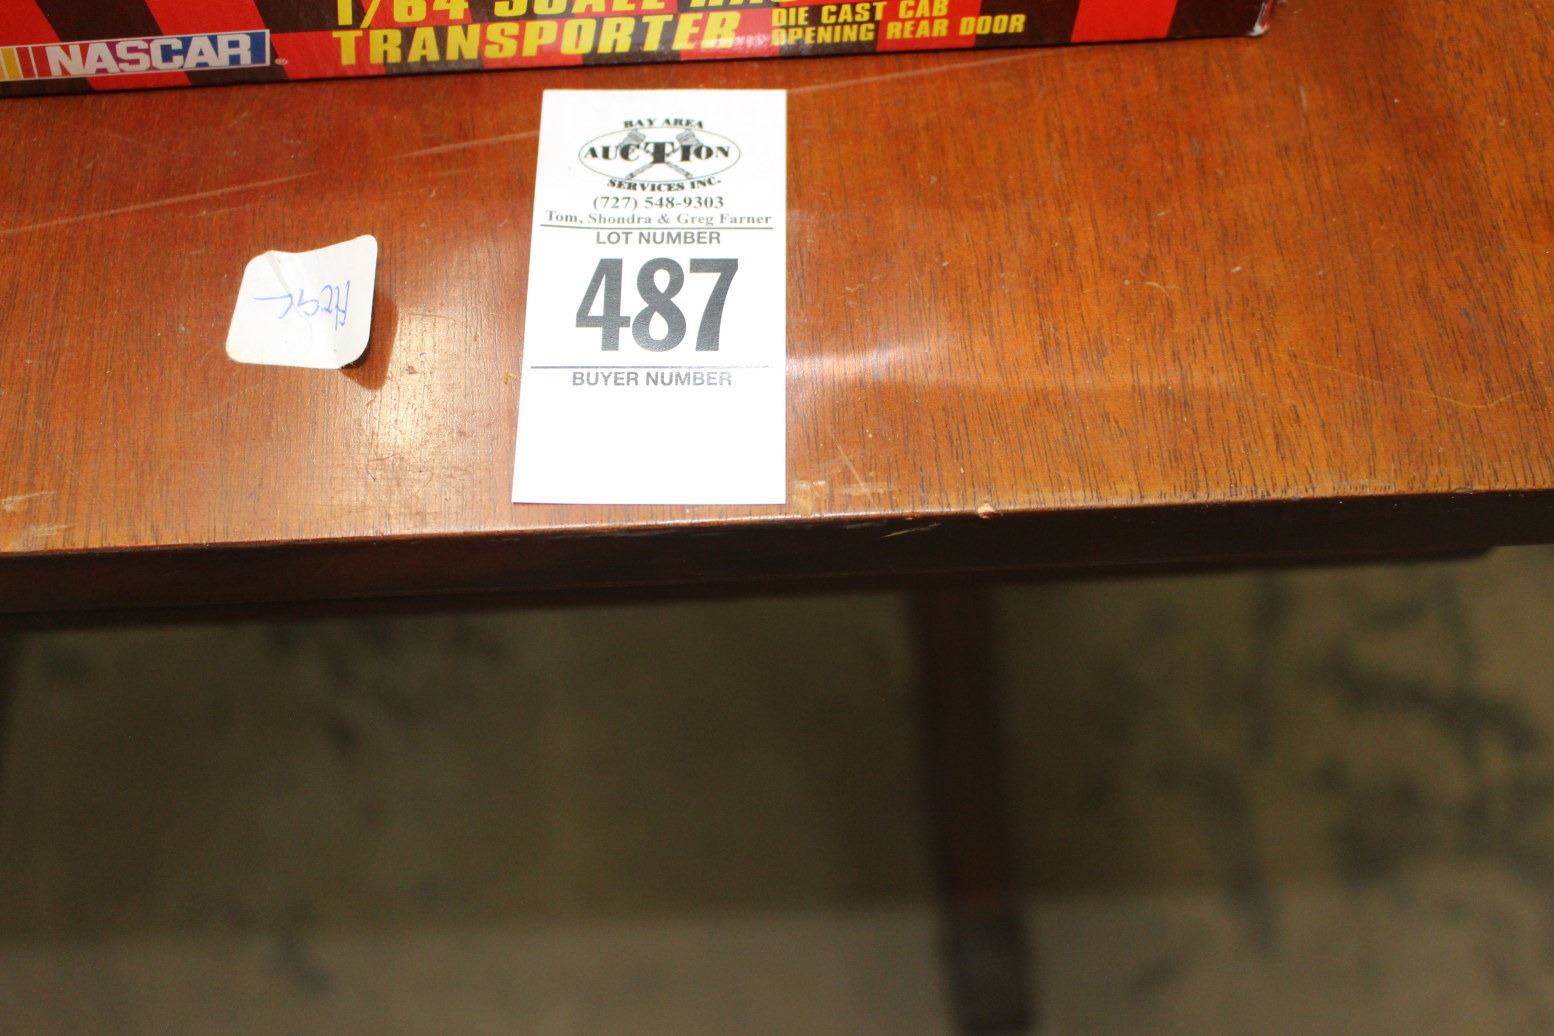 1/64 SCALE
TRANSPORTER
DIE CAST CAB
OPENING REAR DOOR
NASCAR
BAY AREA
AUCTION
SERVICES INC.
(727) 548-9303
Tom, Shondra & Greg Farner
LOT NUMBER
487
BUYER NUMBER